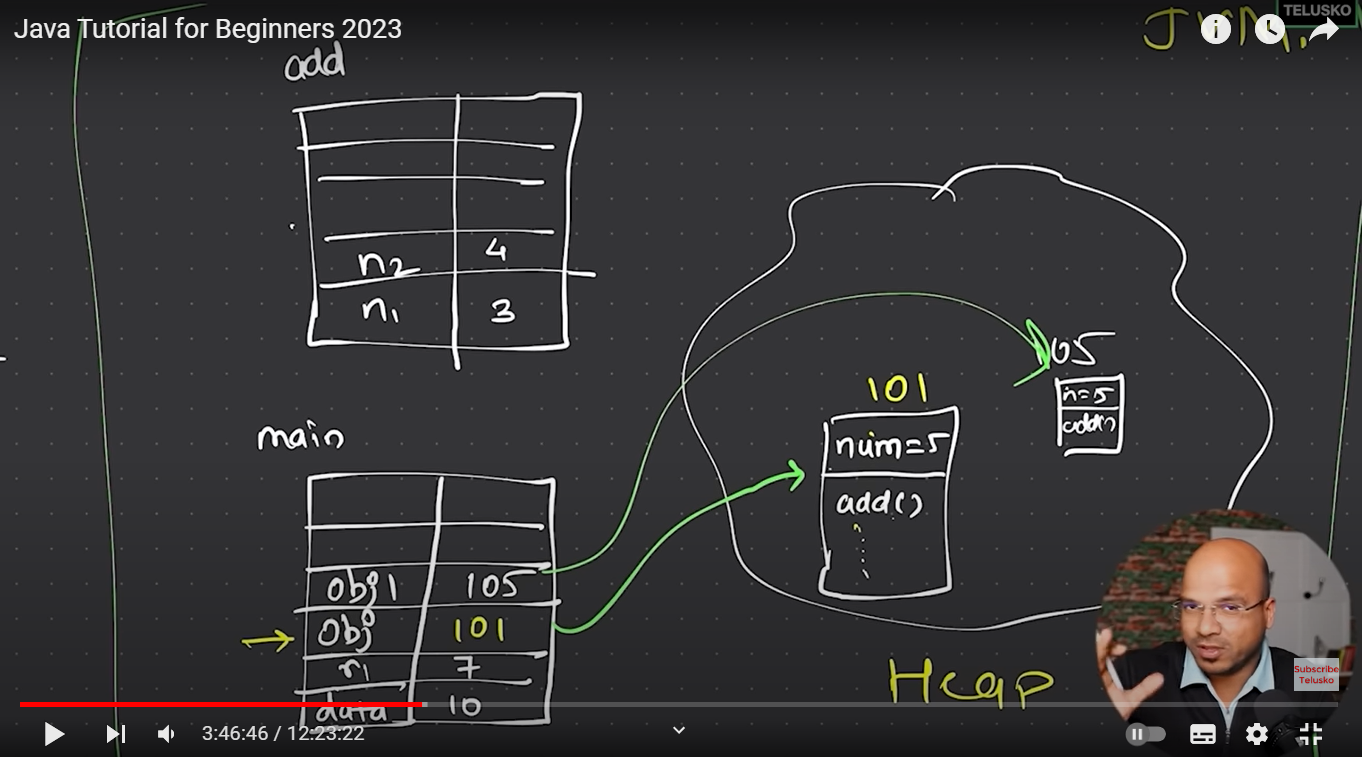 Java Tutorial for Beginners 2023
TELUSKO
JVM.
add
n2 4
n1 3
105
n=5
add()
101
num=5
add()
main
obj1 105
obj 101
r1 7
data 10
Heap
Subscribe
Telusko
3:46:46 / 12:23:22